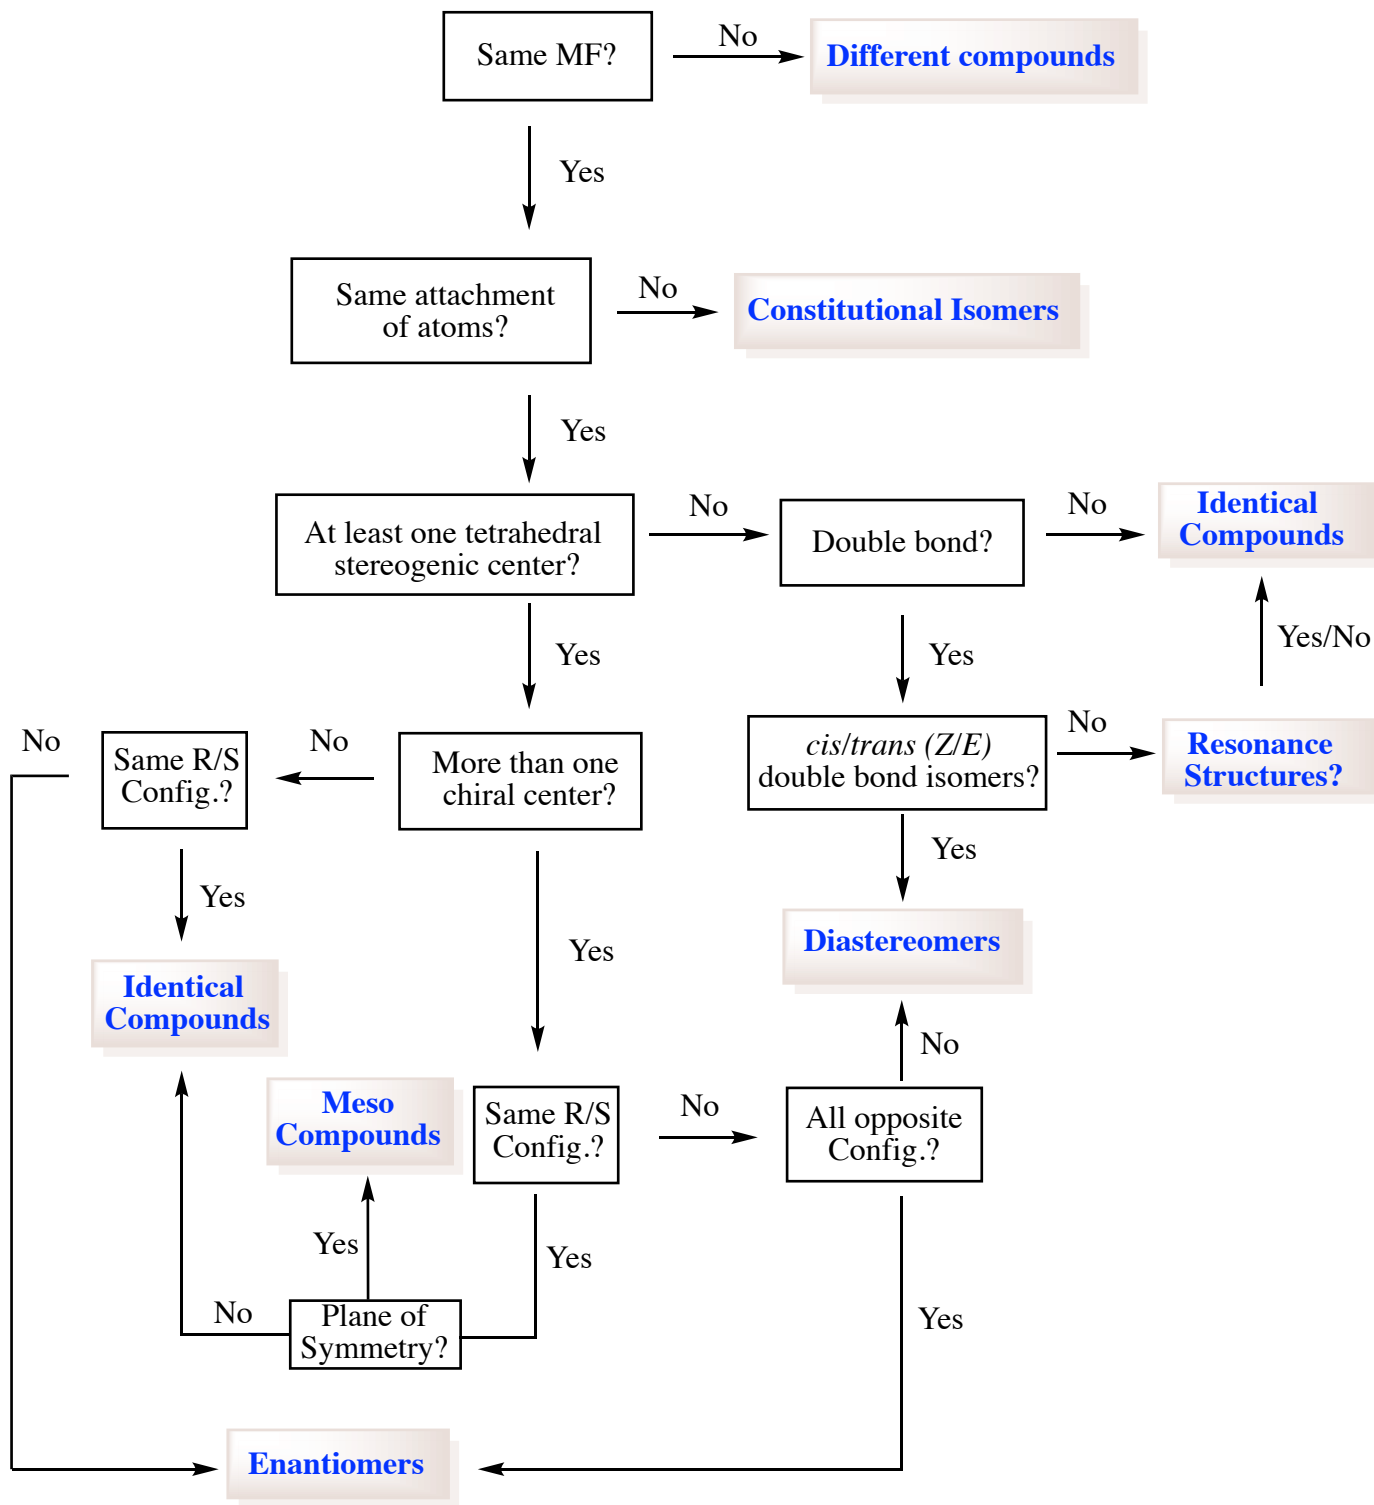 Same MF?
No
Different compounds
Yes
Same attachment
of atoms?
No
Constitutional Isomers
Yes
At least one tetrahedral
stereogenic center?
No
Double bond?
No
Identical
Compounds
Yes
Yes
Yes/No
No
Same R/S
Config.?
No
More than one
chiral center?
cis/trans (Z/E)
double bond isomers?
No
Resonance
Structures?
Yes
Yes
Yes
Diastereomers
Identical
Compounds
No
Meso
Compounds
Same R/S
Config.?
No
All opposite
Config.?
Yes
Yes
No
Plane of
Symmetry?
Yes
Enantiomers